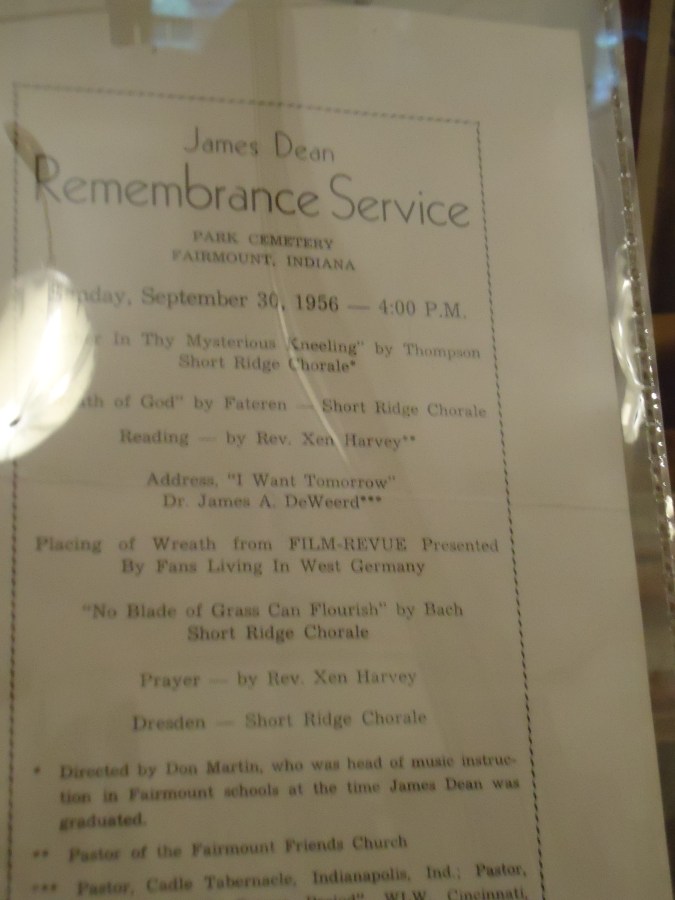 James Dean
Remembrance Service
PARK CEMETERY
FAIRMOUNT, INDIANA
September 30, 1956 — 4:00 P.M.
In Thy Mysterious Kneeling" by Thompson
Short Ridge Chorale*
of God" by Fateren — Short Ridge Chorale
Reading — by Rev. Xen Harvey**
Address, "I Want Tomorrow"
Dr. James A. DeWeerd***
Placing of Wreath from FILM-REVUE Presented
By Fans Living In West Germany
"No Blade of Grass Can Flourish" by Bach
Short Ridge Chorale
Prayer — by Rev. Xen Harvey
Dresden — Short Ridge Chorale
* Directed by Don Martin, who was head of music instruc-
tion in Fairmount schools at the time James Dean was
graduated.
** Pastor of the Fairmount Friends Church
*** Pastor, Cadle Tabernacle, Indianapolis, Ind.; Pastor,
WLW, Cincinnati,